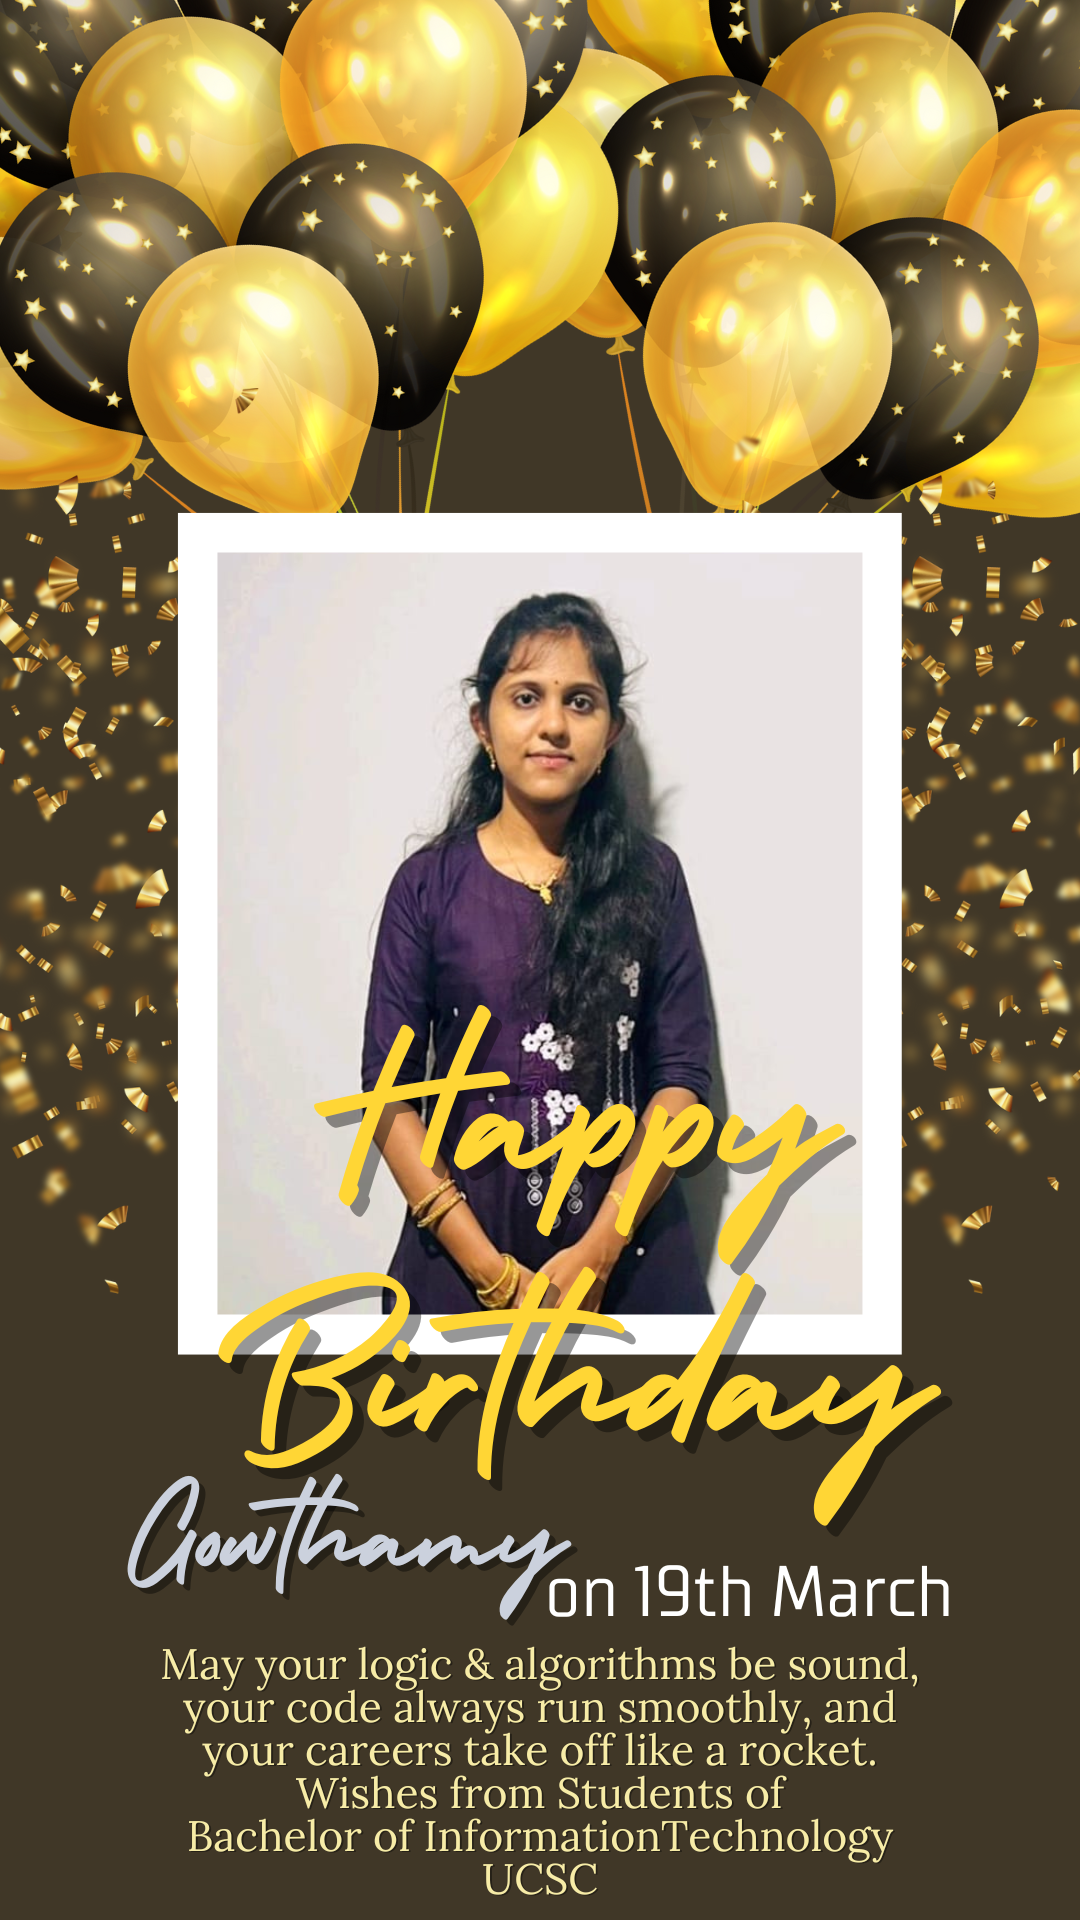 Happy
Birthday
Gowthamy
on 19th March
May your logic & algorithms be sound,
your code always run smoothly, and
your careers take off like a rocket.
Wishes from Students of
Bachelor of InformationTechnology
UCSC